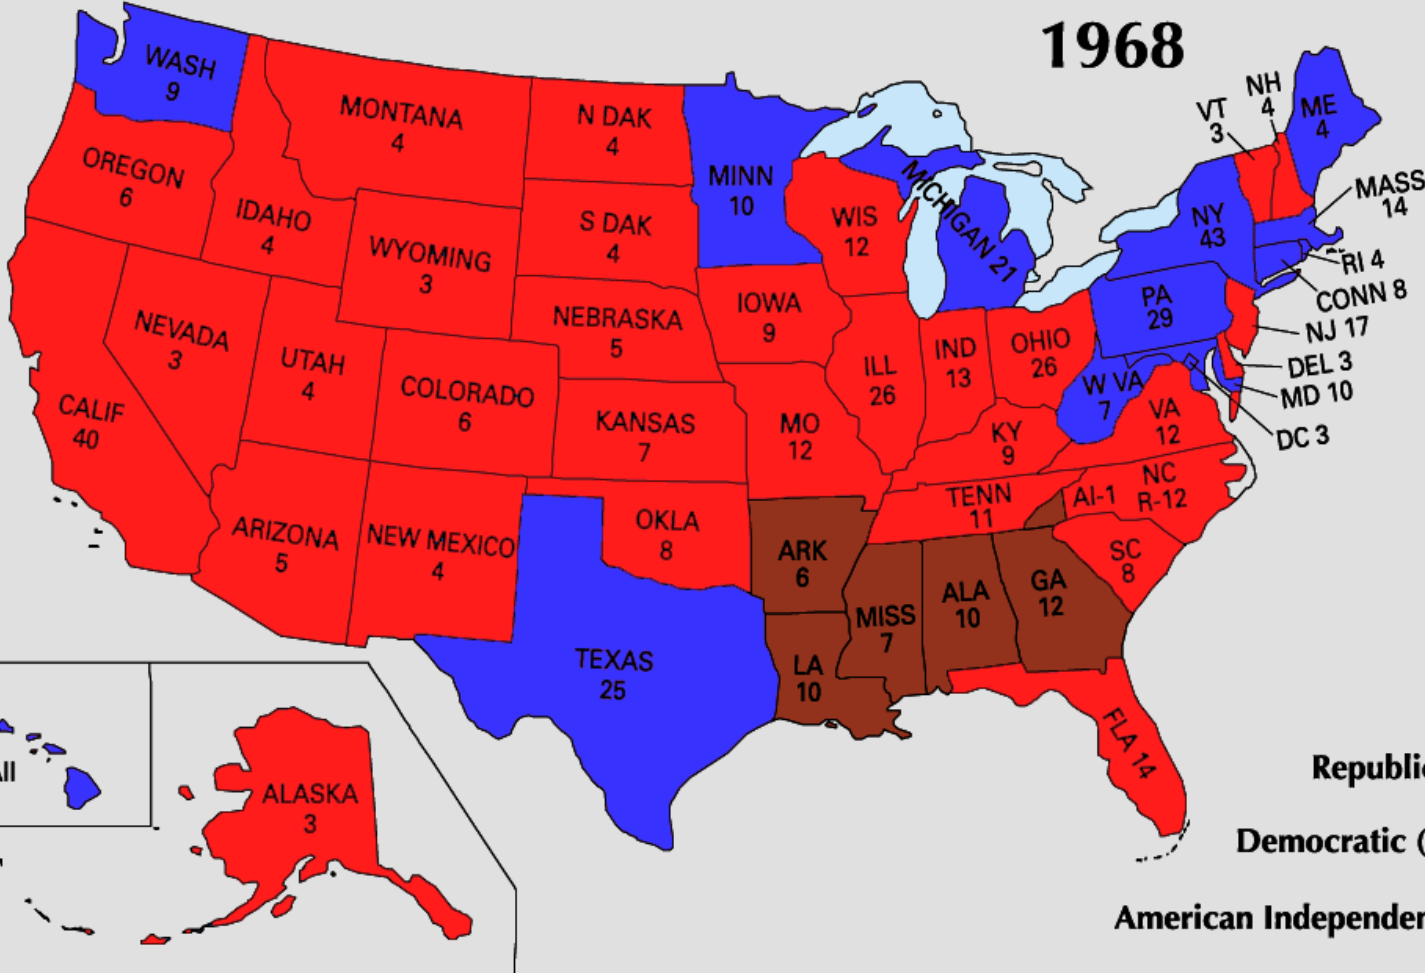 1968
WASH
9
MONTANA
4
N DAK
4
MINN
10
VT
3
NH
4
ME
4
OREGON
6
IDAHO
4
WYOMING
3
S DAK
4
WIS
12
MICHIGAN 21
NY
43
MASS
14
RI 4
CONN 8
NJ 17
DEL 3
MD 10
DC 3
CALIF
40
NEVADA
3
UTAH
4
COLORADO
6
NEBRASKA
5
IOWA
9
ILL
26
IND
13
OHIO
26
PA
29
W VA
7
VA
12
KANSAS
7
MO
12
KY
9
TENN
11
AI-1
NC
R-12
ARIZONA
5
NEW MEXICO
4
OKLA
8
ARK
6
SC
8
TEXAS
25
LA
10
MISS
7
ALA
10
GA
12
FLA 14
ALASKA
3
Republic
Democratic (
American Independen